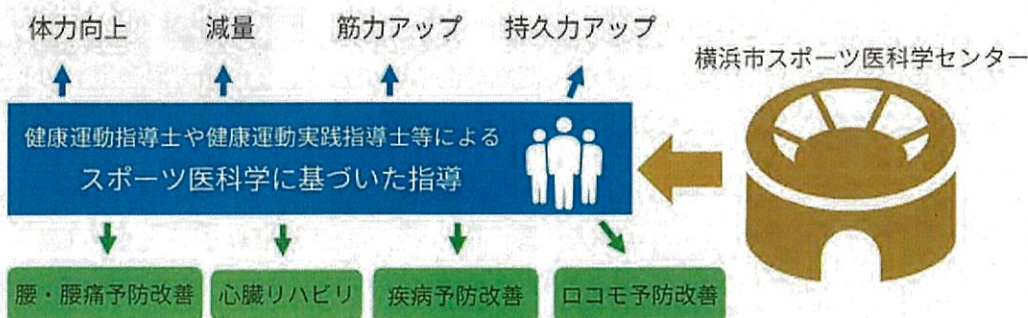 体力向上
減量
筋力アップ
持久力アップ
横浜市スポーツ医科学センター
健康運動指導士や健康運動実践指導士等による
スポーツ医科学に基づいた指導
腰・腰痛予防改善
心臓リハビリ
疾病予防改善
ロコモ予防改善